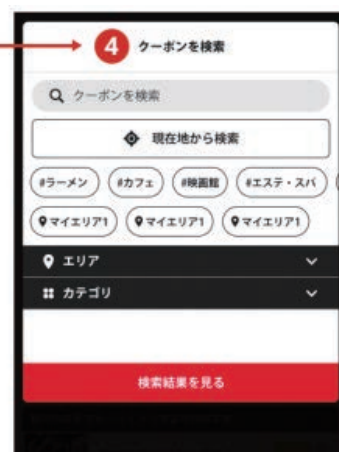 4 クーポンを検索
クーポンを検索
現在地から検索
#ラーメン #カフェ #映画館 #エステ・スパ
マイエリア1 マイエリア1 マイエリア1
エリア
カテゴリ
検索結果を見る